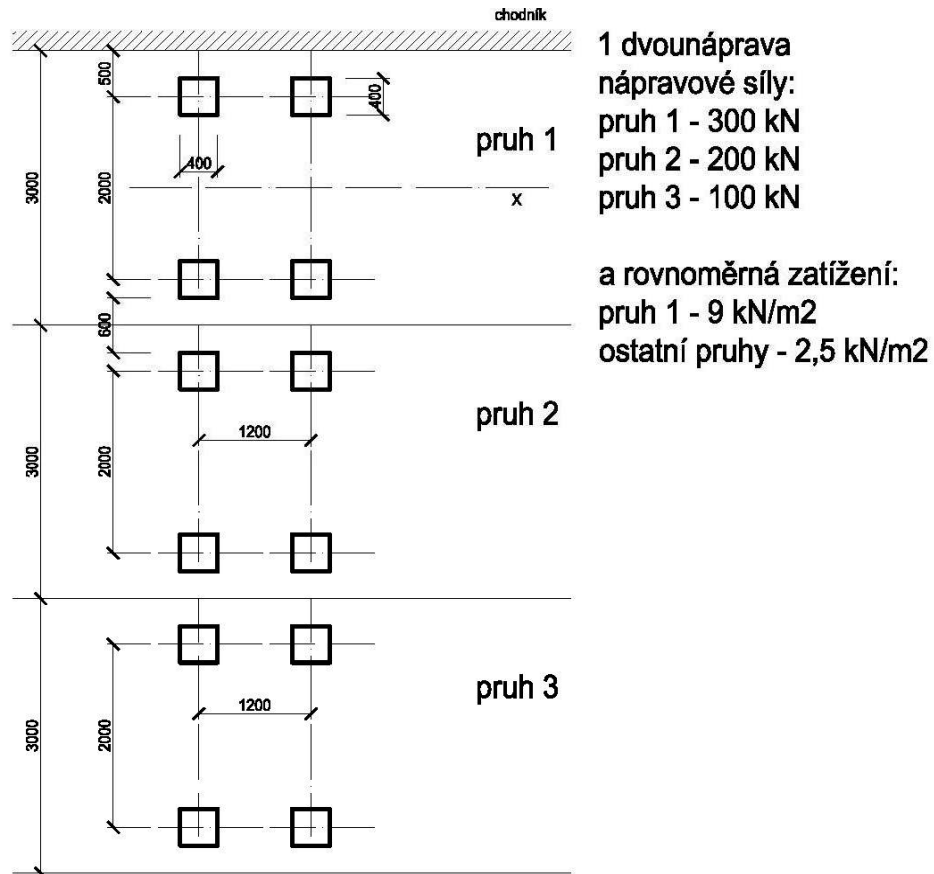 chodník
500
400
pruh 1
400
3000
2000
x
600
pruh 2
1200
3000
2000
pruh 3
1200
3000
2000
1 dvounáprava
nápravové síly:
pruh 1 - 300 kN
pruh 2 - 200 kN
pruh 3 - 100 kN
a rovnoměrná zatížení:
pruh 1 - 9 kN/m2
ostatní pruhy - 2,5 kN/m2